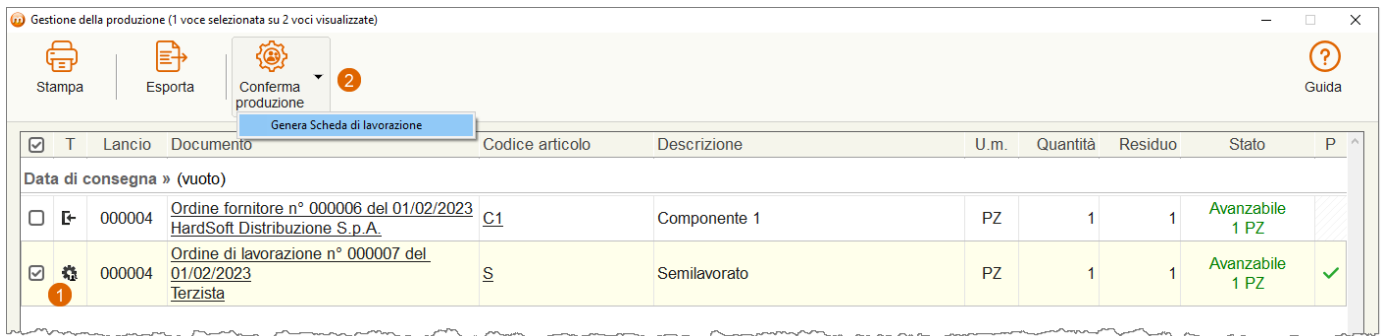 Gestione della produzione (1 voce selezionata su 2 voci visualizzate)
Stampa
Esporta
Conferma
produzione
2
Guida
Genera Scheda di lavorazione
T Lancio Documento Codice articolo Descrizione U.m. Quantità Residuo Stato P
Data di consegna » (vuoto)
000004 Ordine fornitore n° 000006 del 01/02/2023
HardSoft Distribuzione S.p.A. C1 Componente 1 PZ 1 1 Avanzabile
1 PZ
000004 Ordine di lavorazione n° 000007 del
01/02/2023
Terzista S Semilavorato PZ 1 1 Avanzabile
1 PZ
1